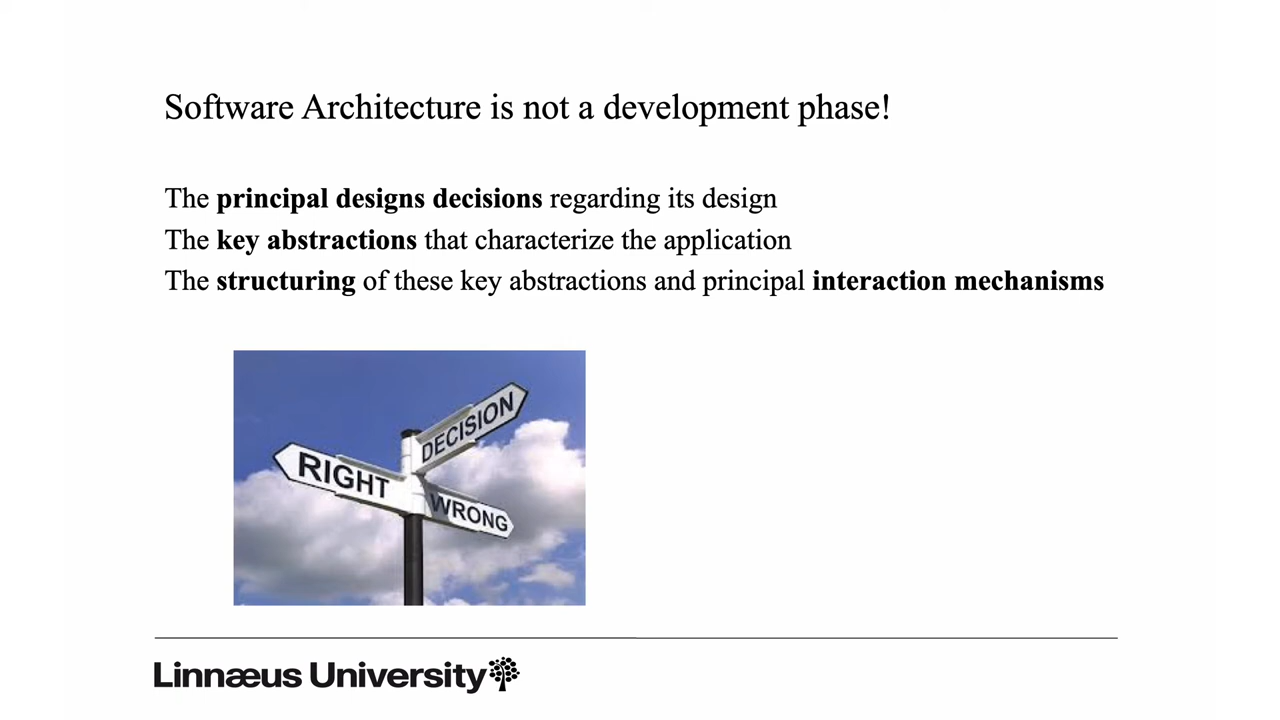 Software Architecture is not a development phase!
The principal designs decisions regarding its design
The key abstractions that characterize the application
The structuring of these key abstractions and principal interaction mechanisms
DECISION
RIGHT
WRONG
Linnæus University